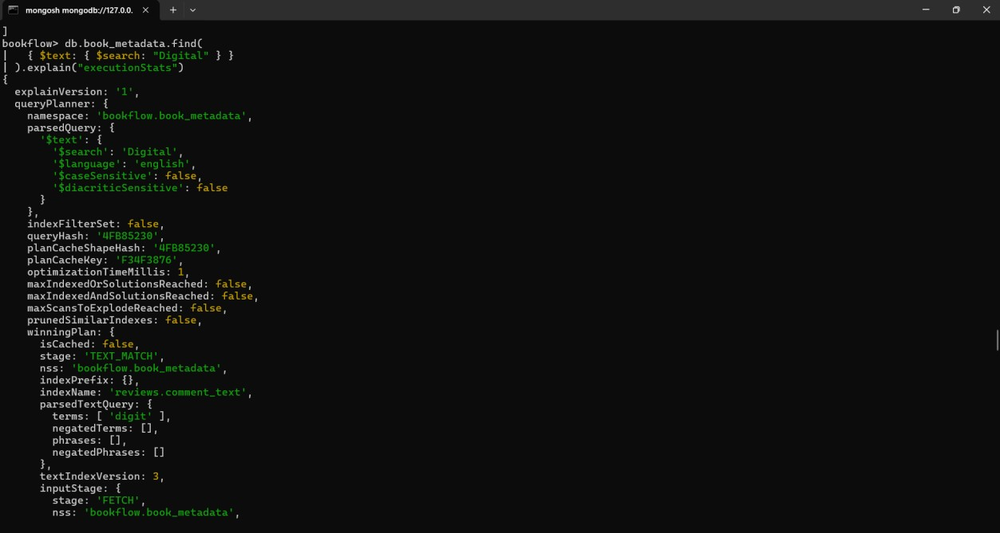 mongosh mongodb://127.0.0.
]
bookflow> db.book_metadata.find(
|   { $text: { $search: "Digital" } }
| ).explain("executionStats")
{
  explainVersion: '1',
  queryPlanner: {
    namespace: 'bookflow.book_metadata',
    parsedQuery: {
      '$text': {
        '$search': 'Digital',
        '$language': 'english',
        '$caseSensitive': false,
        '$diacriticSensitive': false
      }
    },
    indexFilterSet: false,
    queryHash: '4FB85230',
    planCacheShapeHash: '4FB85230',
    planCacheKey: 'F34F3876',
    optimizationTimeMillis: 1,
    maxIndexedOrSolutionsReached: false,
    maxIndexedAndSolutionsReached: false,
    maxScansToExplodeReached: false,
    prunedSimilarIndexes: false,
    winningPlan: {
      isCached: false,
      stage: 'TEXT_MATCH',
      nss: 'bookflow.book_metadata',
      indexPrefix: {},
      indexName: 'reviews.comment_text',
      parsedTextQuery: {
        terms: [ 'digit' ],
        negatedTerms: [],
        phrases: [],
        negatedPhrases: []
      },
      textIndexVersion: 3,
      inputStage: {
        stage: 'FETCH',
        nss: 'bookflow.book_metadata',